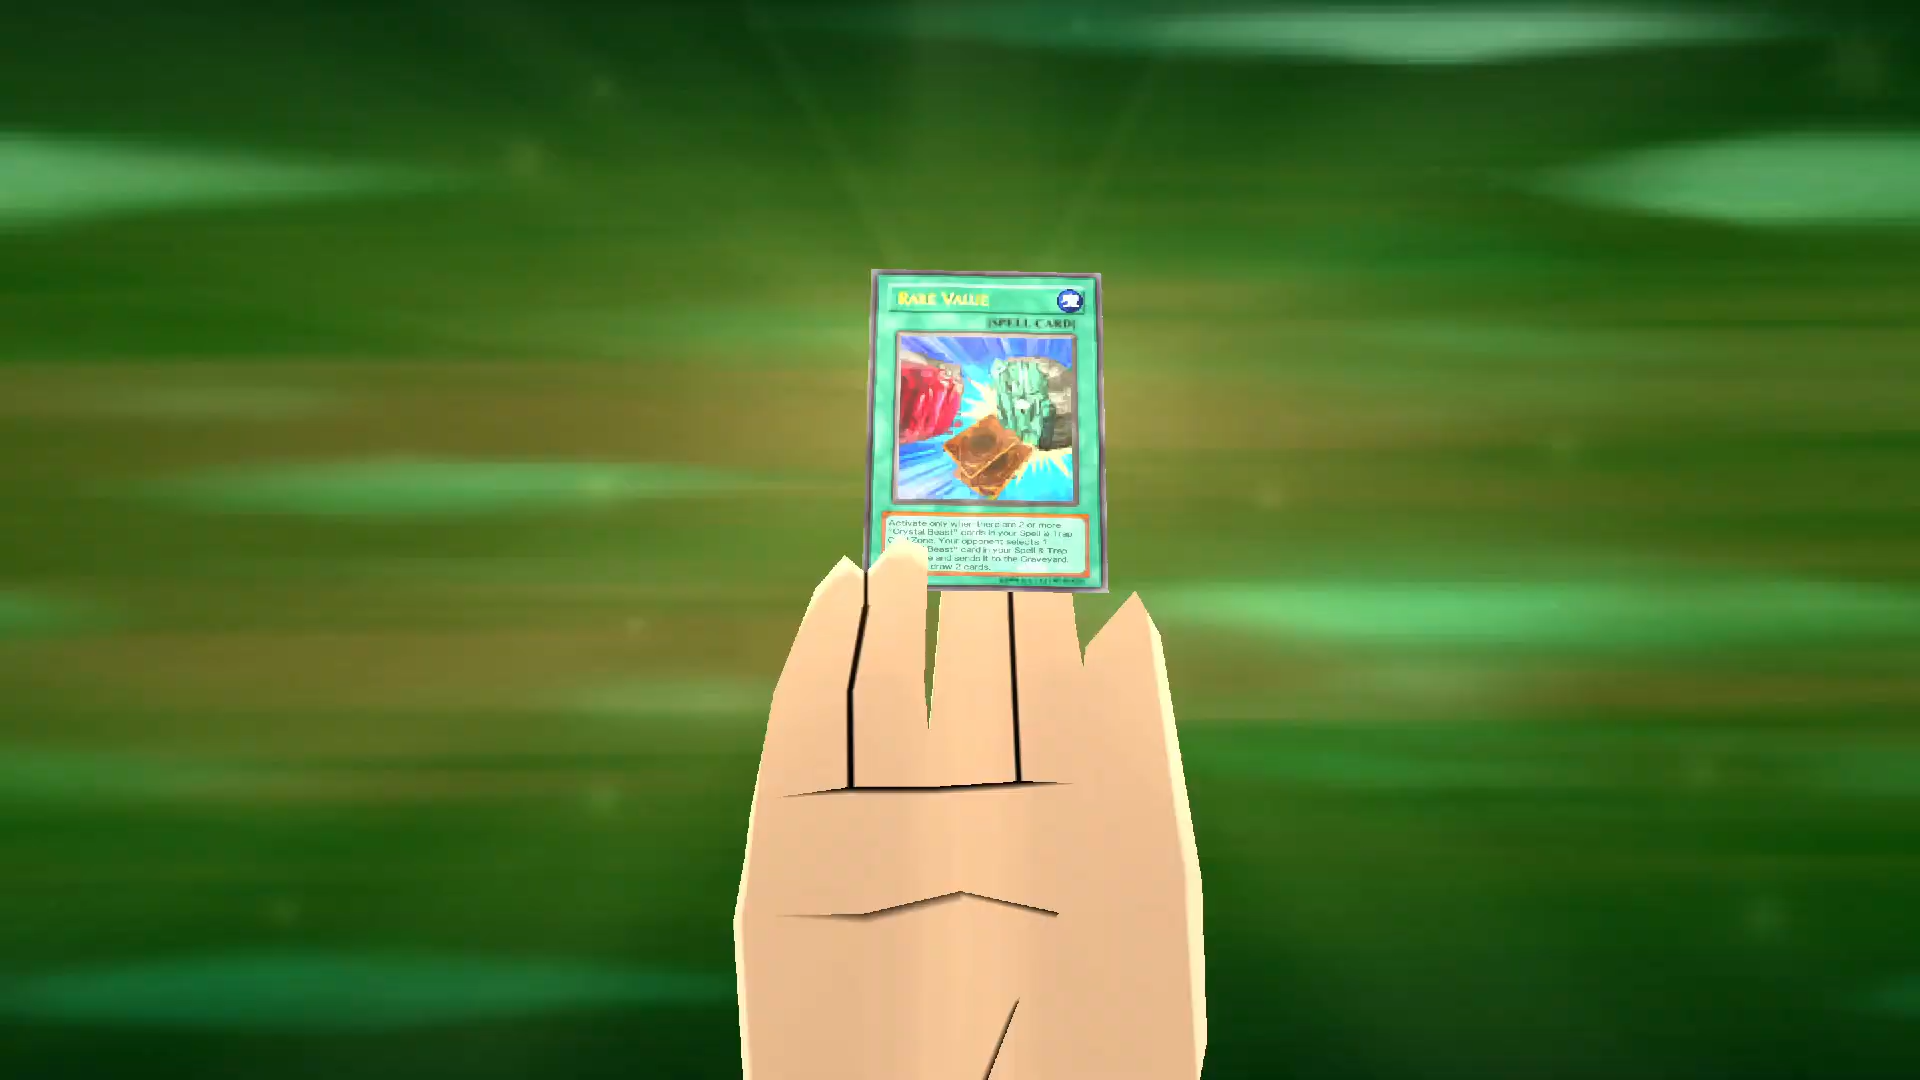 RARE VALUE
[SPELL CARD]
Activate only when there are 2 or more
"Crystal Beast" cards in your Spell & Trap
Zone. Your opponent selects 1
Beast" card in your Spell & Trap
and sends it to the Graveyard.
draw 2 cards.